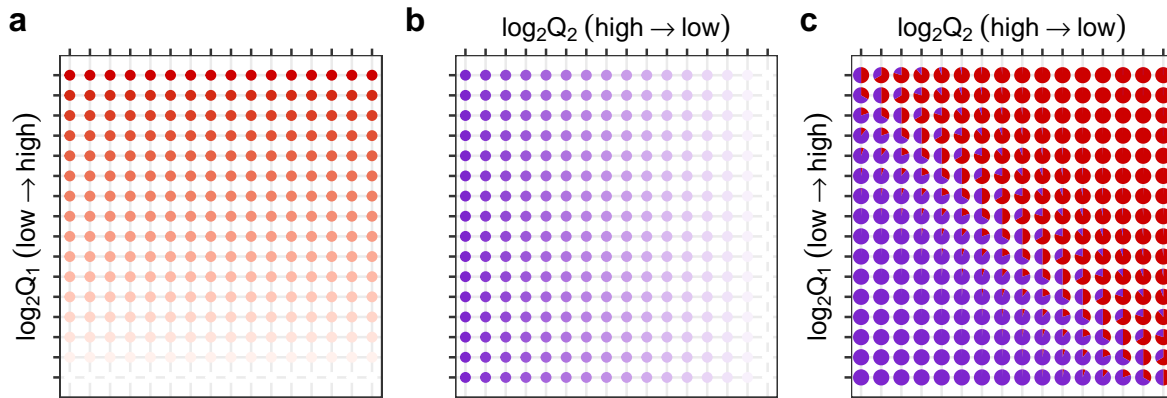 a
log₂Q₁ (low → high)
b
log₂Q₂ (high → low)
c
log₂Q₂ (high → low)
log₂Q₁ (low → high)